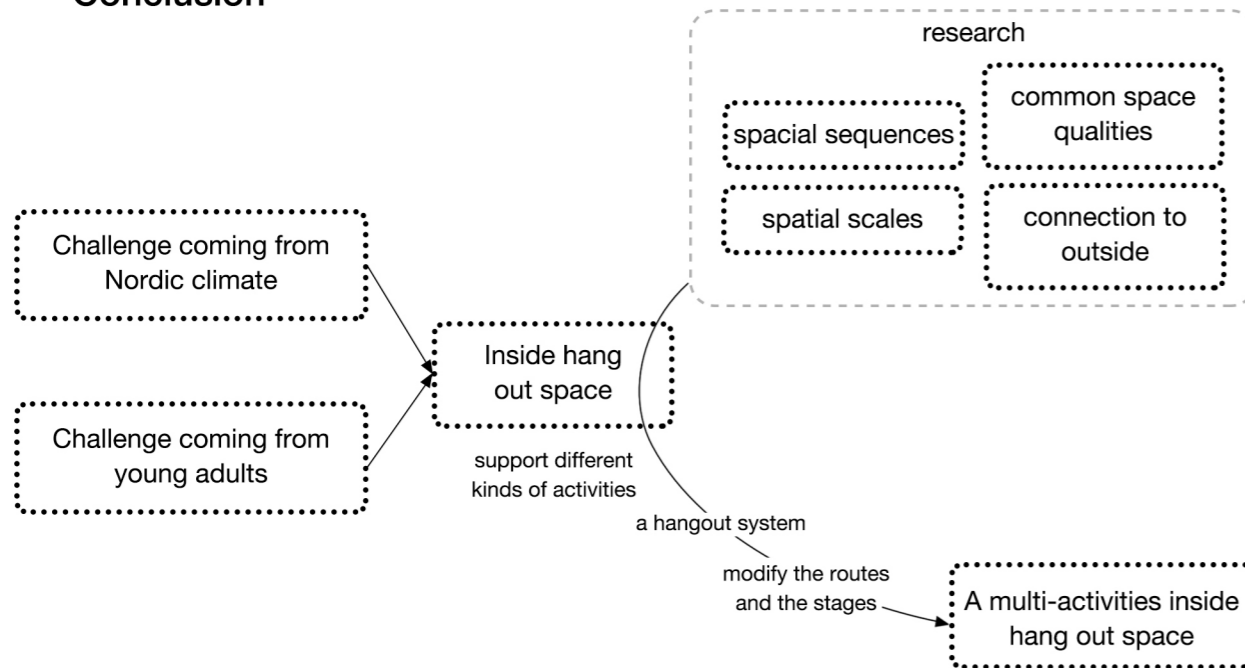 Conclusion
research
spacial sequences
common space
qualities
spatial scales
connection to
outside
Challenge coming from
Nordic climate
Inside hang
out space
Challenge coming from
young adults
support different
kinds of activities
a hangout system
modify the routes
and the stages
A multi-activities inside
hang out space